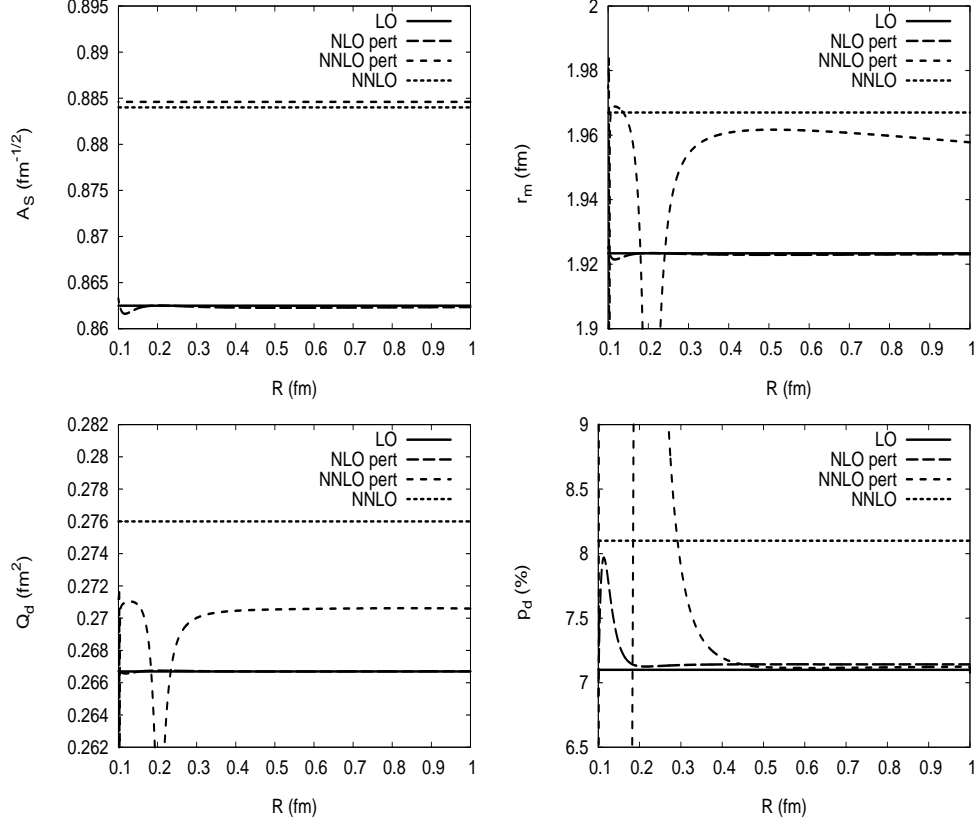 0.895
0.89
0.885
0.88
0.875
0.87
0.865
0.86
A_S (fm^{-1/2})
LO
NLO pert
NNLO pert
NNLO
0.1 0.2 0.3 0.4 0.5 0.6 0.7 0.8 0.9 1
R (fm)
2
1.98
1.96
1.94
1.92
1.9
r_m (fm)
LO
NLO pert
NNLO pert
NNLO
0.1 0.2 0.3 0.4 0.5 0.6 0.7 0.8 0.9 1
R (fm)
0.282
0.28
0.278
0.276
0.274
0.272
0.27
0.268
0.266
0.264
0.262
Q_d (fm^2)
LO
NLO pert
NNLO pert
NNLO
0.1 0.2 0.3 0.4 0.5 0.6 0.7 0.8 0.9 1
R (fm)
9
8.5
8
7.5
7
6.5
p_d (%)
LO
NLO pert
NNLO pert
NNLO
0.1 0.2 0.3 0.4 0.5 0.6 0.7 0.8 0.9 1
R (fm)